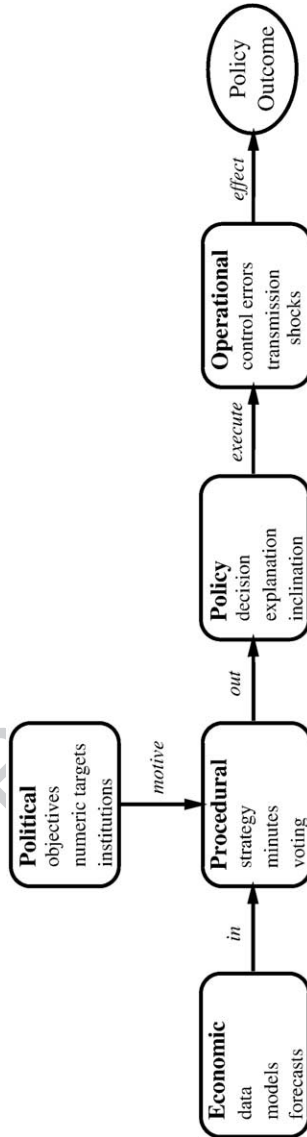 Political
objectives
numeric targets
institutions
motive
Economic
data
models
forecasts
in
Procedural
strategy
minutes
voting
out
Policy
decision
explanation
inclination
execute
Operational
control errors
transmission
shocks
effect
Policy
Outcome